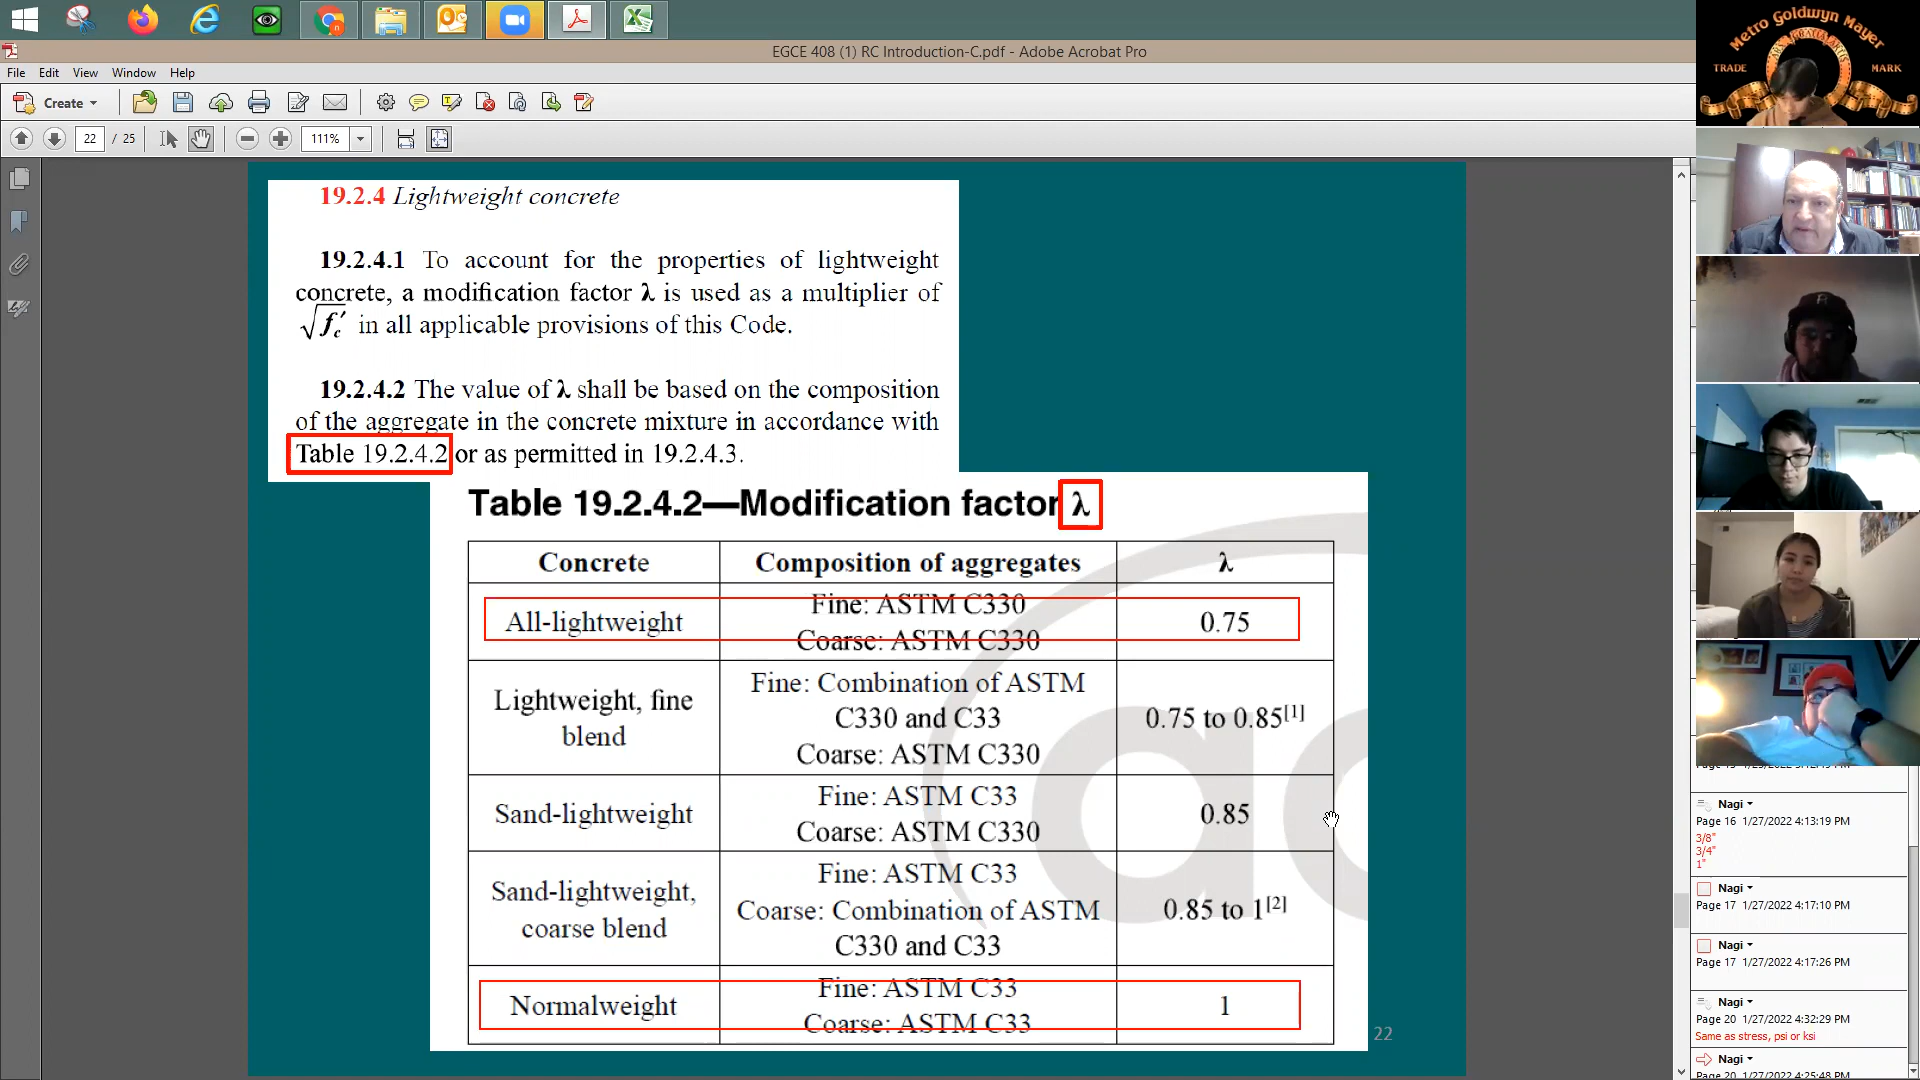 EGCE 408 (1) RC Introduction-C.pdf - Adobe Acrobat Pro
File Edit View Window Help
Create
22 / 25 111%
19.2.4 Lightweight concrete
19.2.4.1 To account for the properties of lightweight
concrete, a modification factor λ is used as a multiplier of
√fc′ in all applicable provisions of this Code.
19.2.4.2 The value of λ shall be based on the composition
of the aggregate in the concrete mixture in accordance with
Table 19.2.4.2 or as permitted in 19.2.4.3.
Table 19.2.4.2—Modification factor λ
Concrete Composition of aggregates λ
All-lightweight Fine: ASTM C330
Coarse: ASTM C330 0.75
Lightweight, fine
blend
Fine: Combination of ASTM
C330 and C33
Coarse: ASTM C330
0.75 to 0.85[1]
Sand-lightweight
Fine: ASTM C33
Coarse: ASTM C330
0.85
Sand-lightweight,
coarse blend
Fine: ASTM C33
Coarse: Combination of ASTM
C330 and C33
0.85 to 1[2]
Normalweight
Fine: ASTM C33
Coarse: ASTM C33
1
22
Metro Goldwyn Mayer
TRADE MARK
Nagi
Page 16 1/27/2022 4:13:19 PM
3/8"
3/4"
1"
Nagi
Page 17 1/27/2022 4:17:10 PM
Nagi
Page 17 1/27/2022 4:17:26 PM
Nagi
Page 20 1/27/2022 4:32:29 PM
Same as stress, psi or ksi
Nagi
Page 20 1/27/2022 4:25:48 PM